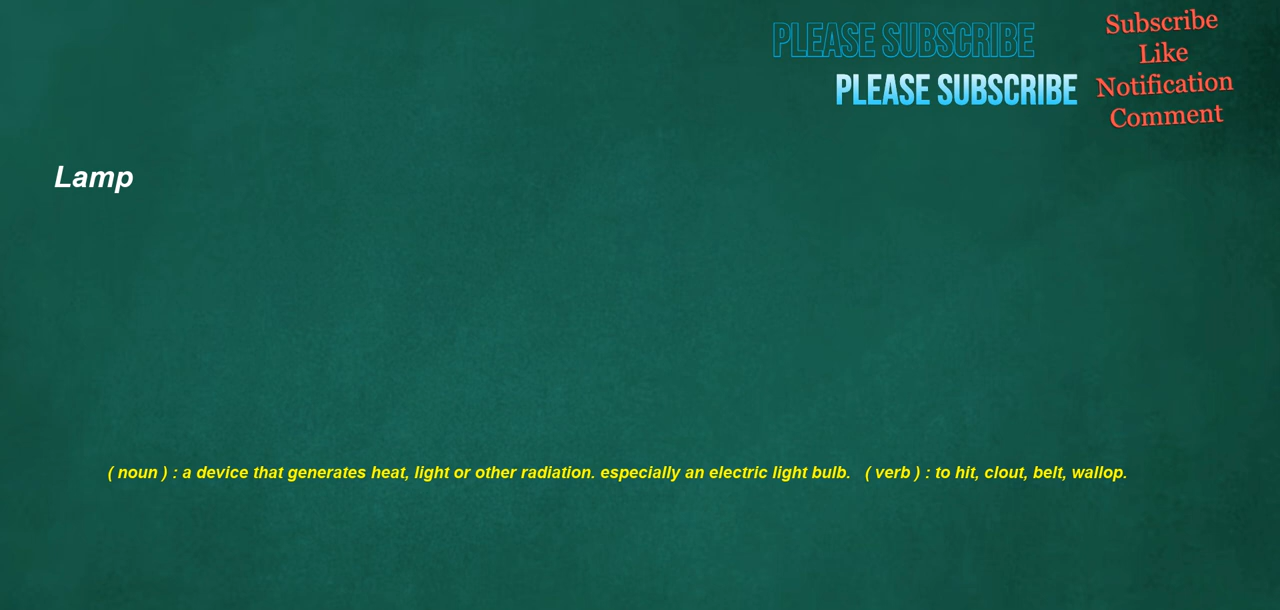 PLEASE SUBSCRIBE
PLEASE SUBSCRIBE
Subscribe
Like
Notification
Comment
Lamp
( noun ) : a device that generates heat, light or other radiation. especially an electric light bulb.   ( verb ) : to hit, clout, belt, wallop.